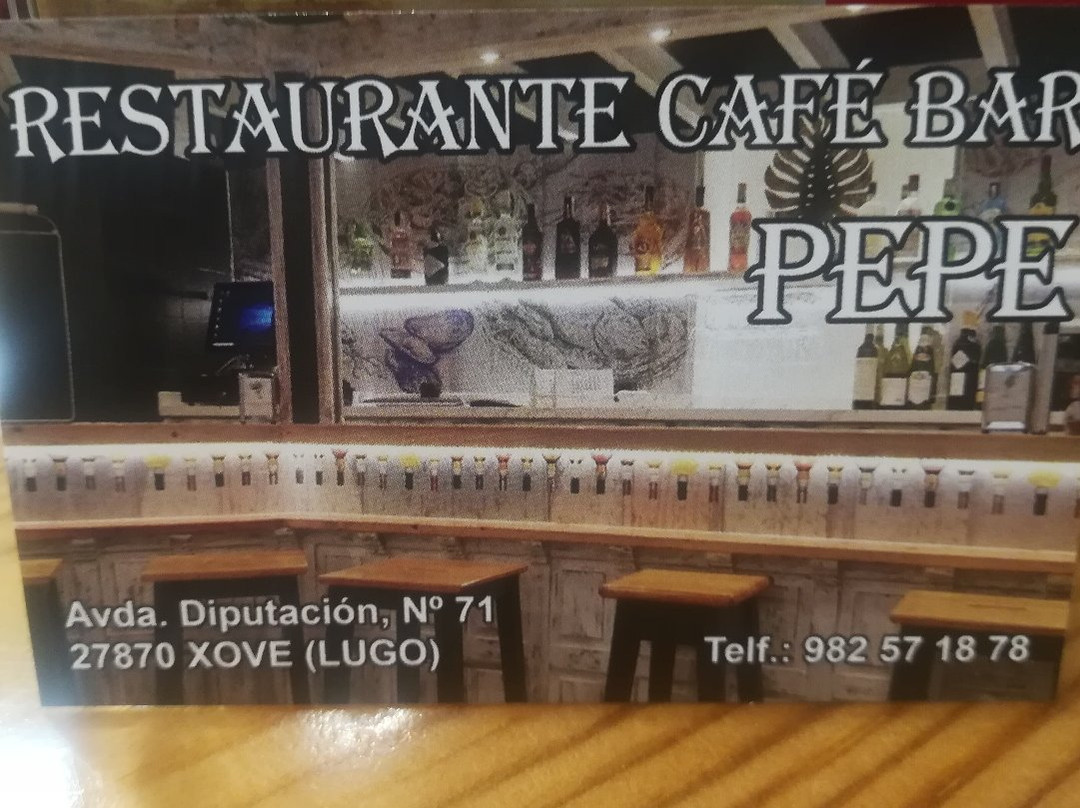 RESTAURANTE CAFÉ BAR
PEPE
Avda. Diputación, Nº 71
27870 XOVE (LUGO)
Telf.: 982 57 18 78